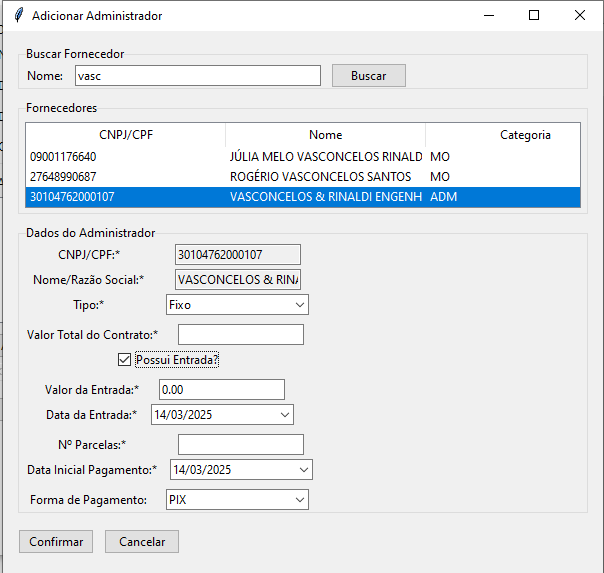 Adicionar Administrador
Buscar Fornecedor
Nome: vasc Buscar
Fornecedores
CNPJ/CPF Nome Categoria
09001176640 JÚLIA MELO VASCONCELOS RINALD MO
27648990687 ROGÉRIO VASCONCELOS SANTOS MO
30104762000107 VASCONCELOS & RINALDI ENGENH ADM
Dados do Administrador
CNPJ/CPF:* 30104762000107
Nome/Razão Social:* VASCONCELOS & RINA
Tipo:* Fixo
Valor Total do Contrato:*
Possui Entrada?
Valor da Entrada:* 0.00
Data da Entrada:* 14/03/2025
Nº Parcelas:*
Data Inicial Pagamento:* 14/03/2025
Forma de Pagamento: PIX
Confirmar Cancelar